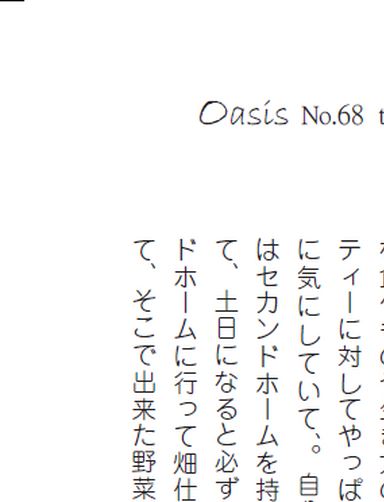 Oasis No.68
ティーに対してやっぱ
に気にしていて、。自
はセカンドホームを持
て、土日になると必ず
ドホームに行って畑仕
て、そこで出来た野菜